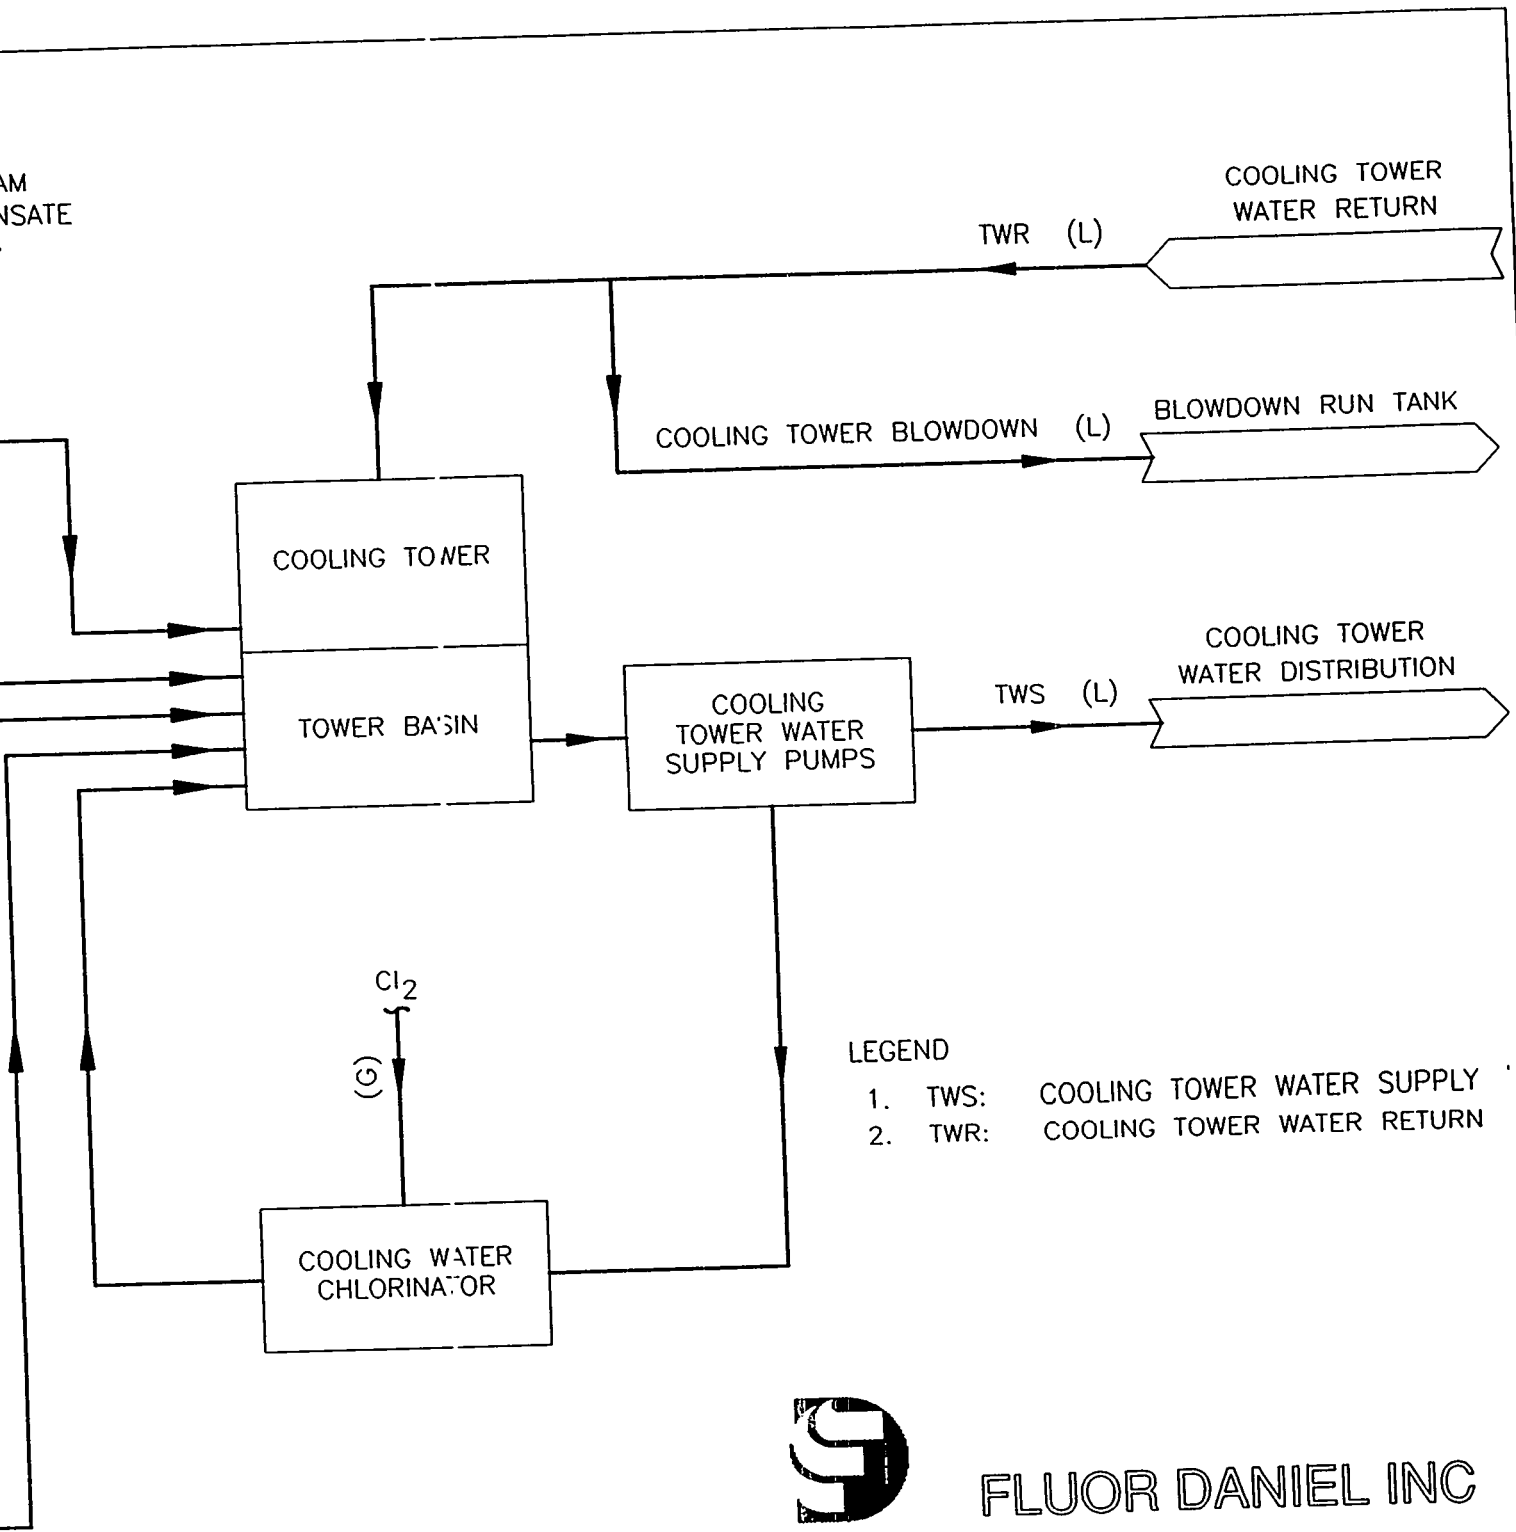 COOLING TOWER
WATER RETURN
TWR (L)
COOLING TOWER BLOWDOWN (L)
BLOWDOWN RUN TANK
COOLING TOWER
TOWER BASIN
COOLING
TOWER WATER
SUPPLY PUMPS
TWS (L)
COOLING TOWER
WATER DISTRIBUTION
Cl2
(G)
COOLING WATER
CHLORINATOR
LEGEND
1. TWS: COOLING TOWER WATER SUPPLY
2. TWR: COOLING TOWER WATER RETURN
FLUOR DANIEL INC